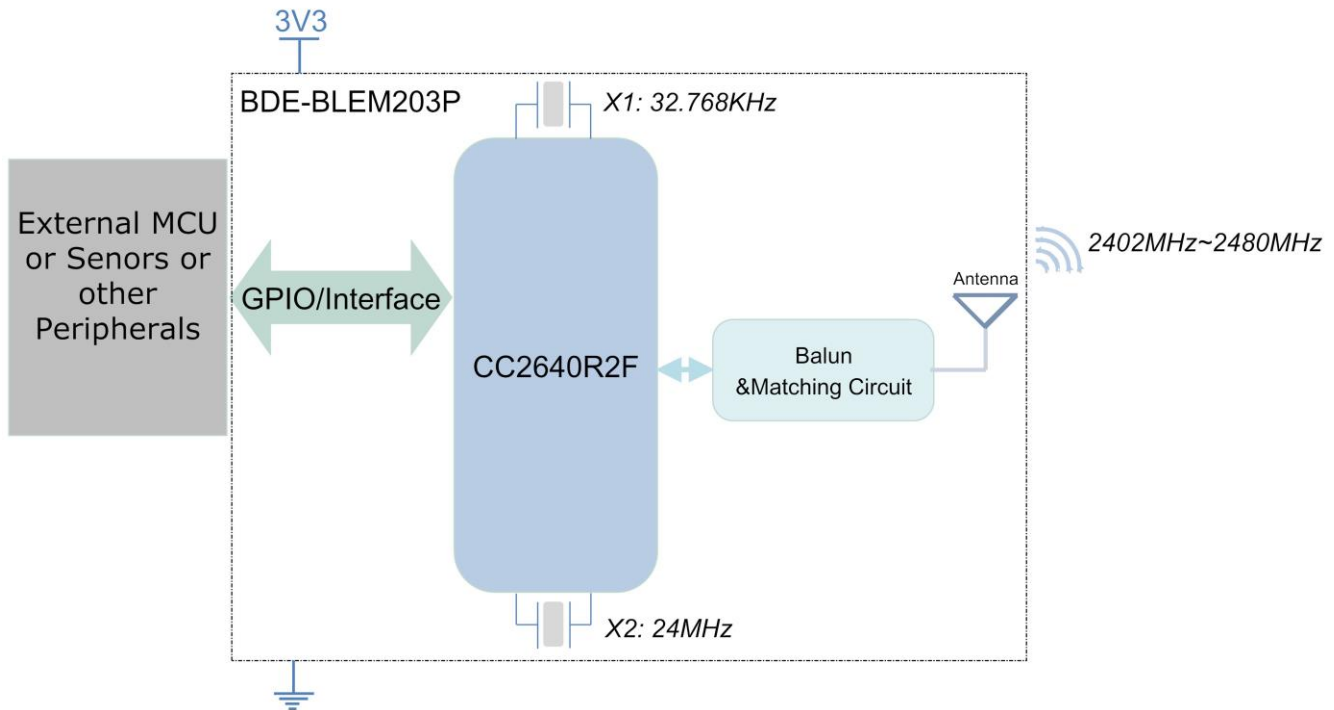 3V3
BDE-BLEM203P
X1: 32.768KHz
External MCU
or Senors or
other
Peripherals
GPIO/Interface
CC2640R2F
Balun
&Matching Circuit
Antenna
2402MHz~2480MHz
X2: 24MHz